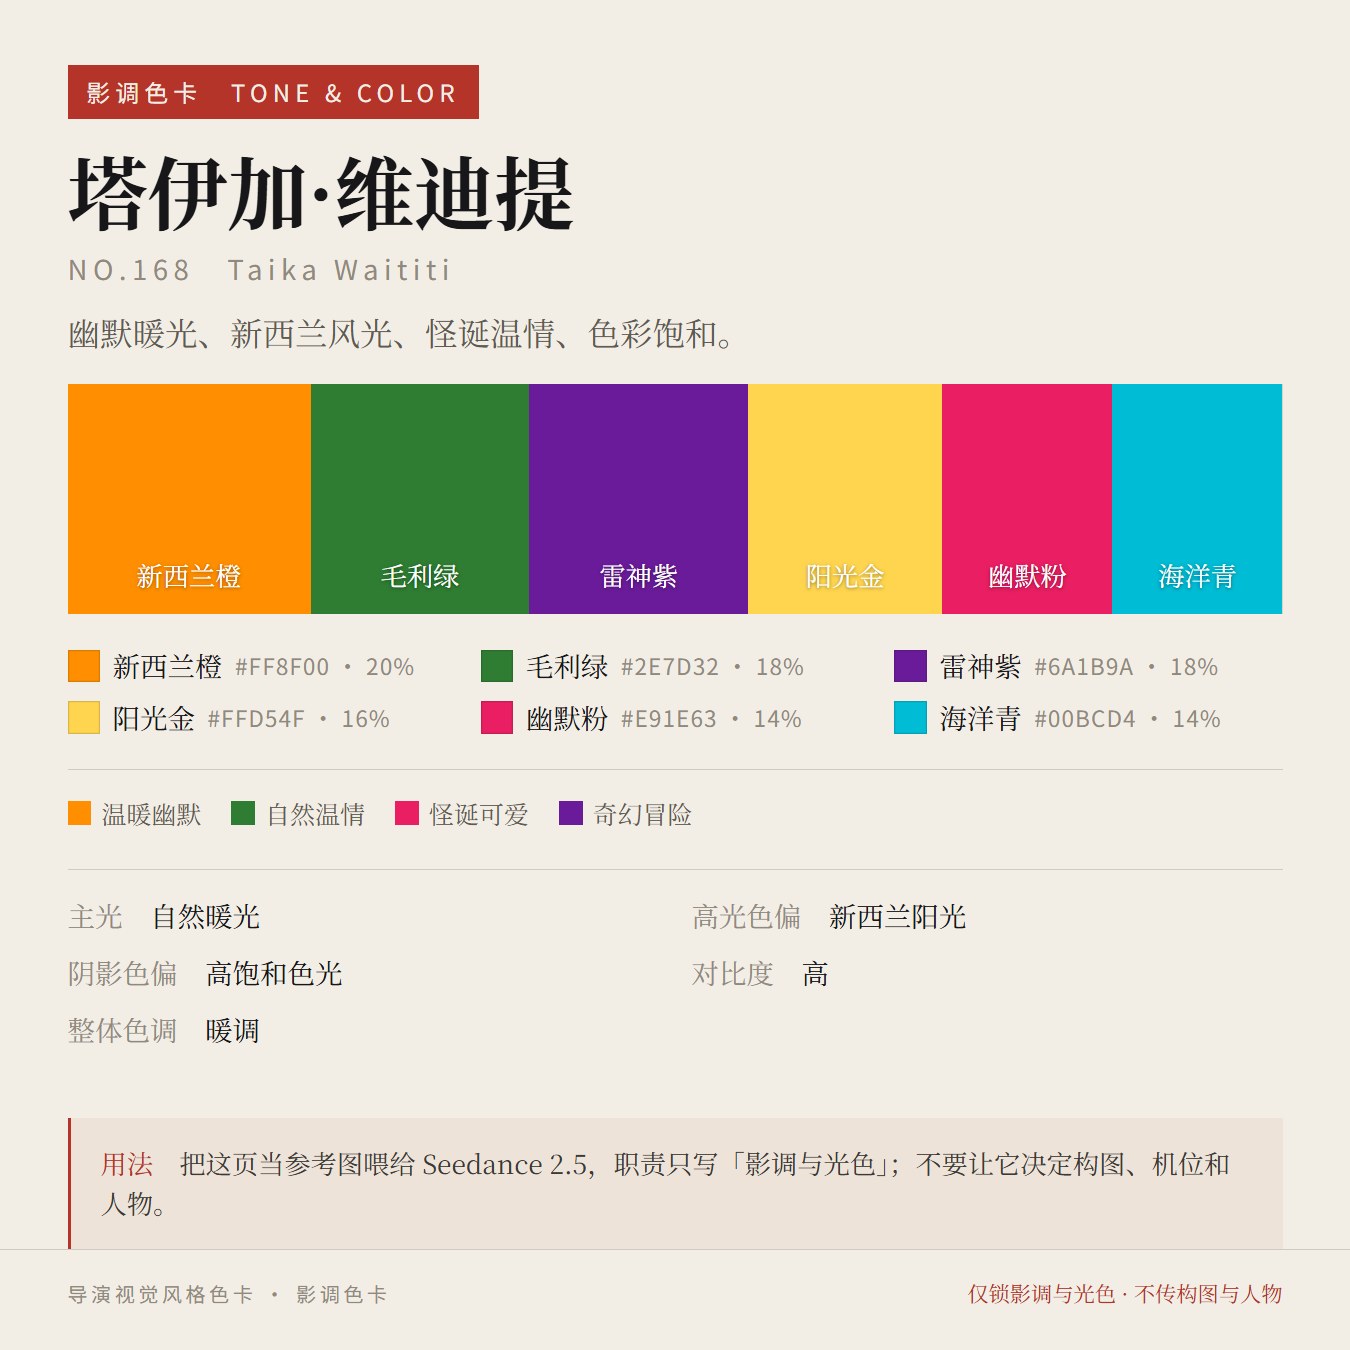 影调色卡 TONE & COLOR
塔伊加·维迪提
NO.168 Taika Waititi
幽默暖光、新西兰风光、怪诞温情、色彩饱和。
新西兰橙 毛利绿 雷神紫 阳光金 幽默粉 海洋青
新西兰橙 #FF8F00 · 20% 毛利绿 #2E7D32 · 18% 雷神紫 #6A1B9A · 18%
阳光金 #FFD54F · 16% 幽默粉 #E91E63 · 14% 海洋青 #00BCD4 · 14%
温暖幽默 自然温情 怪诞可爱 奇幻冒险
主光 自然暖光 高光色偏 新西兰阳光
阴影色偏 高饱和色光 对比度 高
整体色调 暖调
用法 把这页当参考图喂给 Seedance 2.5，职责只写「影调与光色」；不要让它决定构图、机位和
人物。
导演视觉风格色卡 · 影调色卡 仅锁影调与光色 · 不传构图与人物